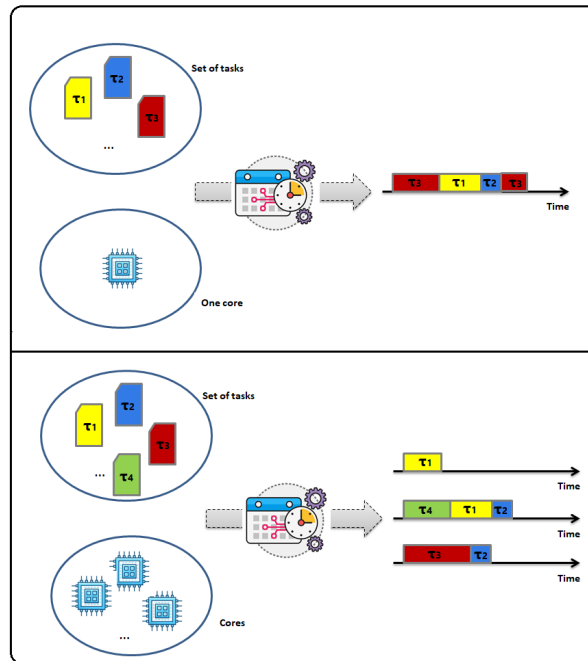 Set of tasks
τ2
τ1
τ3
...
τ3 τ1 τ2 τ3
Time
One core
Set of tasks
τ2
τ1
τ3
... τ4
τ1
Time
τ4 τ1 τ2
Time
τ3 τ2
Time
Cores
...